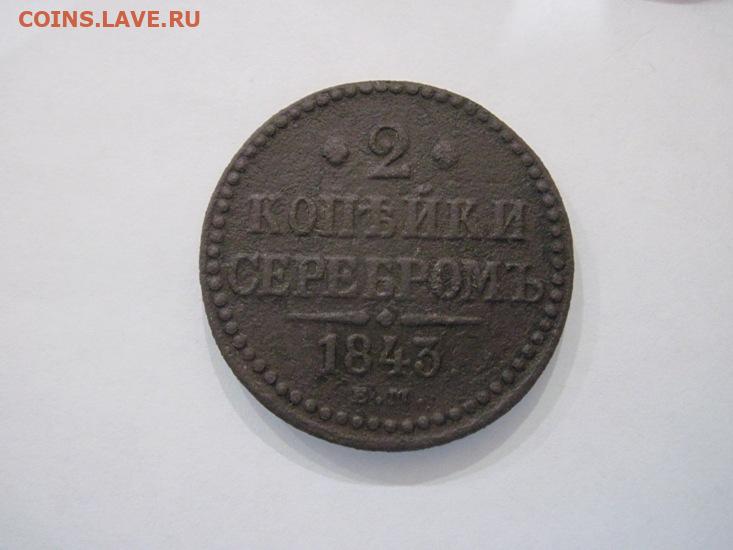 COINS.LAVE.RU
2
КОПѢЙКИ
СЕРЕБРОМЪ
1843
Е.М.